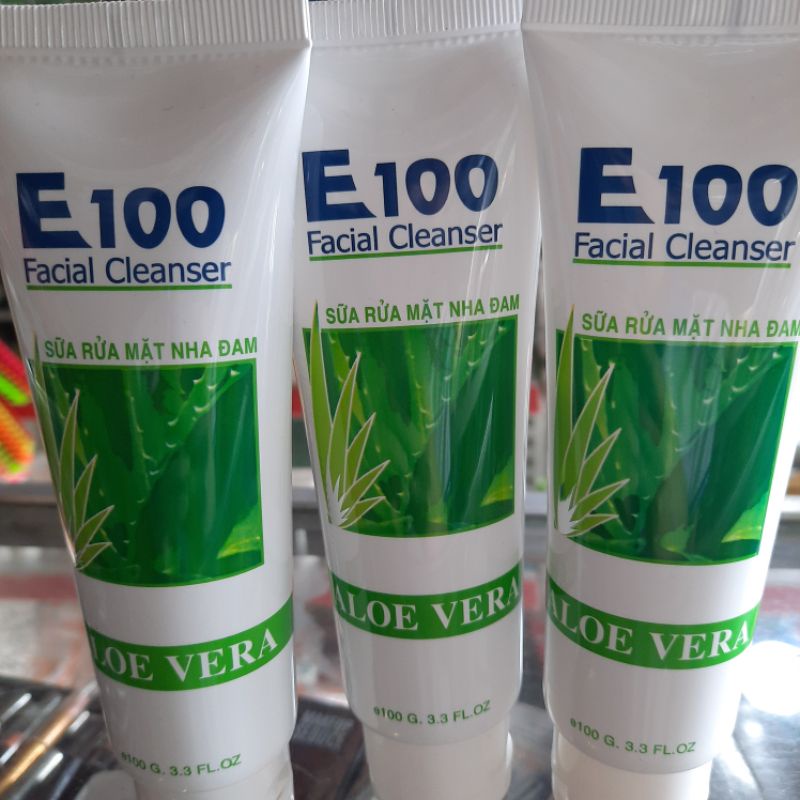 E100
Facial Cleanser
SỮA RỬA MẶT NHA ĐAM
LOE VERA
e100 G. 3.3 FL.OZ
E100
Facial Cleanser
SỮA RỬA MẶT NHA ĐAM
ALOE VERA
e100 G. 3.3 FL.OZ
E100
Facial Cleanser
SỮA RỬA MẶT NHA ĐAM
ALOE VERA
e100 G. 3.3 FL.OZ